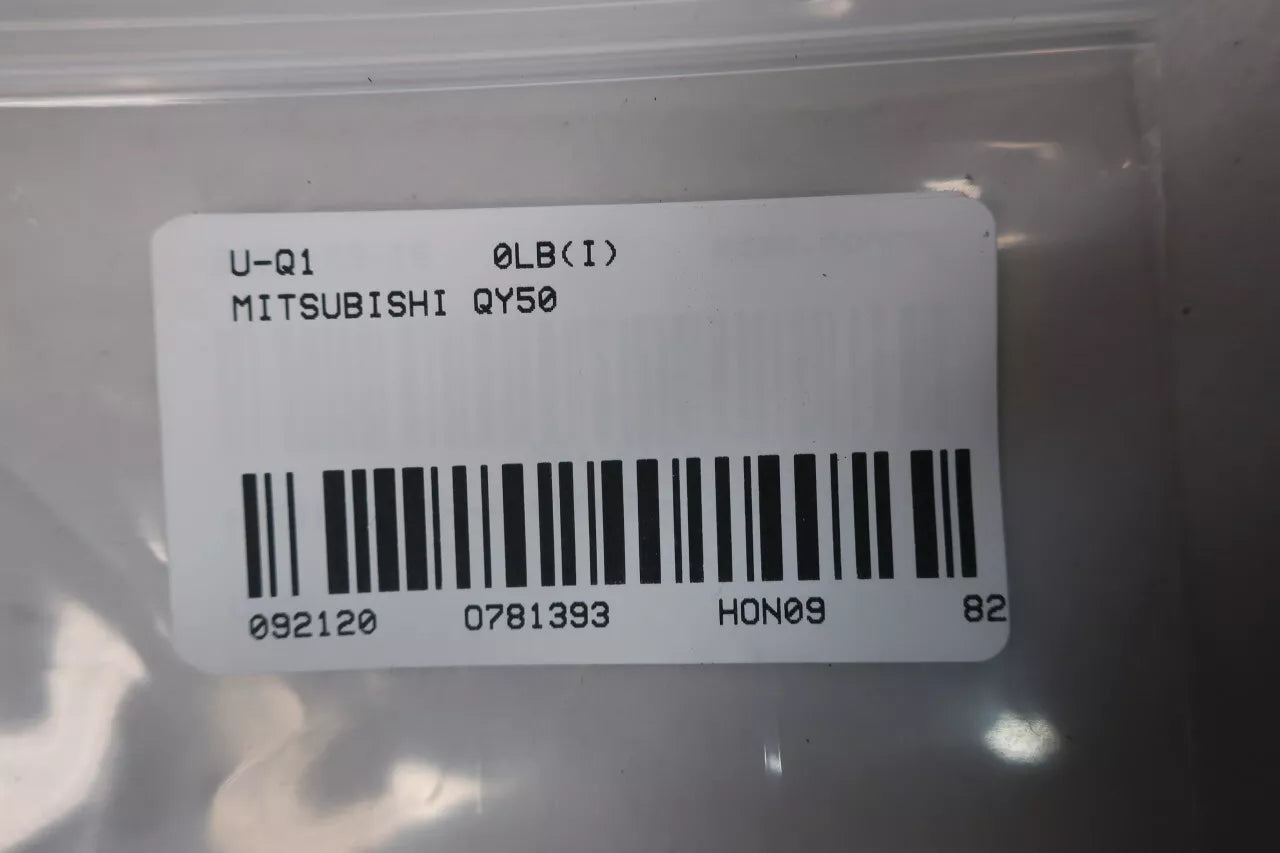 U-Q1 0LB(I)
MITSUBISHI QY50
092120 0781393 HON09 82